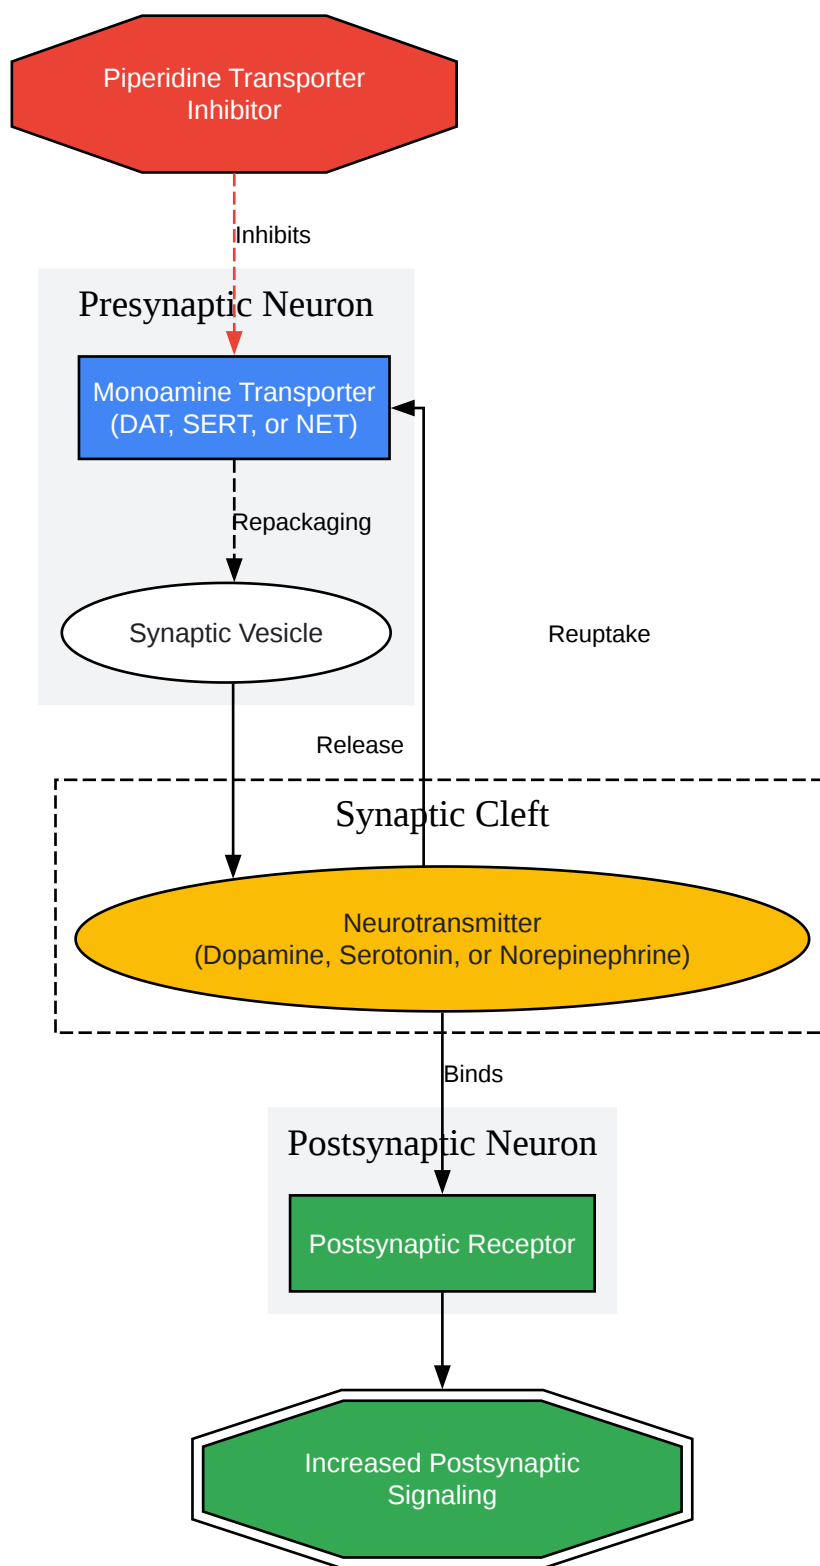 Piperidine Transporter
Inhibitor
Inhibits
Presynaptic Neuron
Monoamine Transporter
(DAT, SERT, or NET)
Repackaging
Synaptic Vesicle
Reuptake
Release
Synaptic Cleft
Neurotransmitter
(Dopamine, Serotonin, or Norepinephrine)
Binds
Postsynaptic Neuron
Postsynaptic Receptor
Increased Postsynaptic
Signaling